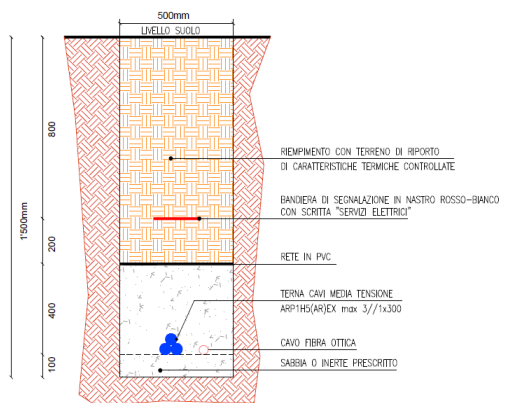 500mm
LIVELLO SUOLO
800
1'500mm
200
400
100
RIEMPIMENTO CON TERRENO DI RIPORTO
DI CARATTERISTICHE TERMICHE CONTROLLATE
BANDIERA DI SEGNALAZIONE IN NASTRO ROSSO-BIANCO
CON SCRITTA "SERVIZI ELETTRICI"
RETE IN PVC
TERNA CAVI MEDIA TENSIONE
ARP1H5(AR)EX max 3//1x300
CAVO FIBRA OTTICA
SABBIA O INERTE PRESCRITTO